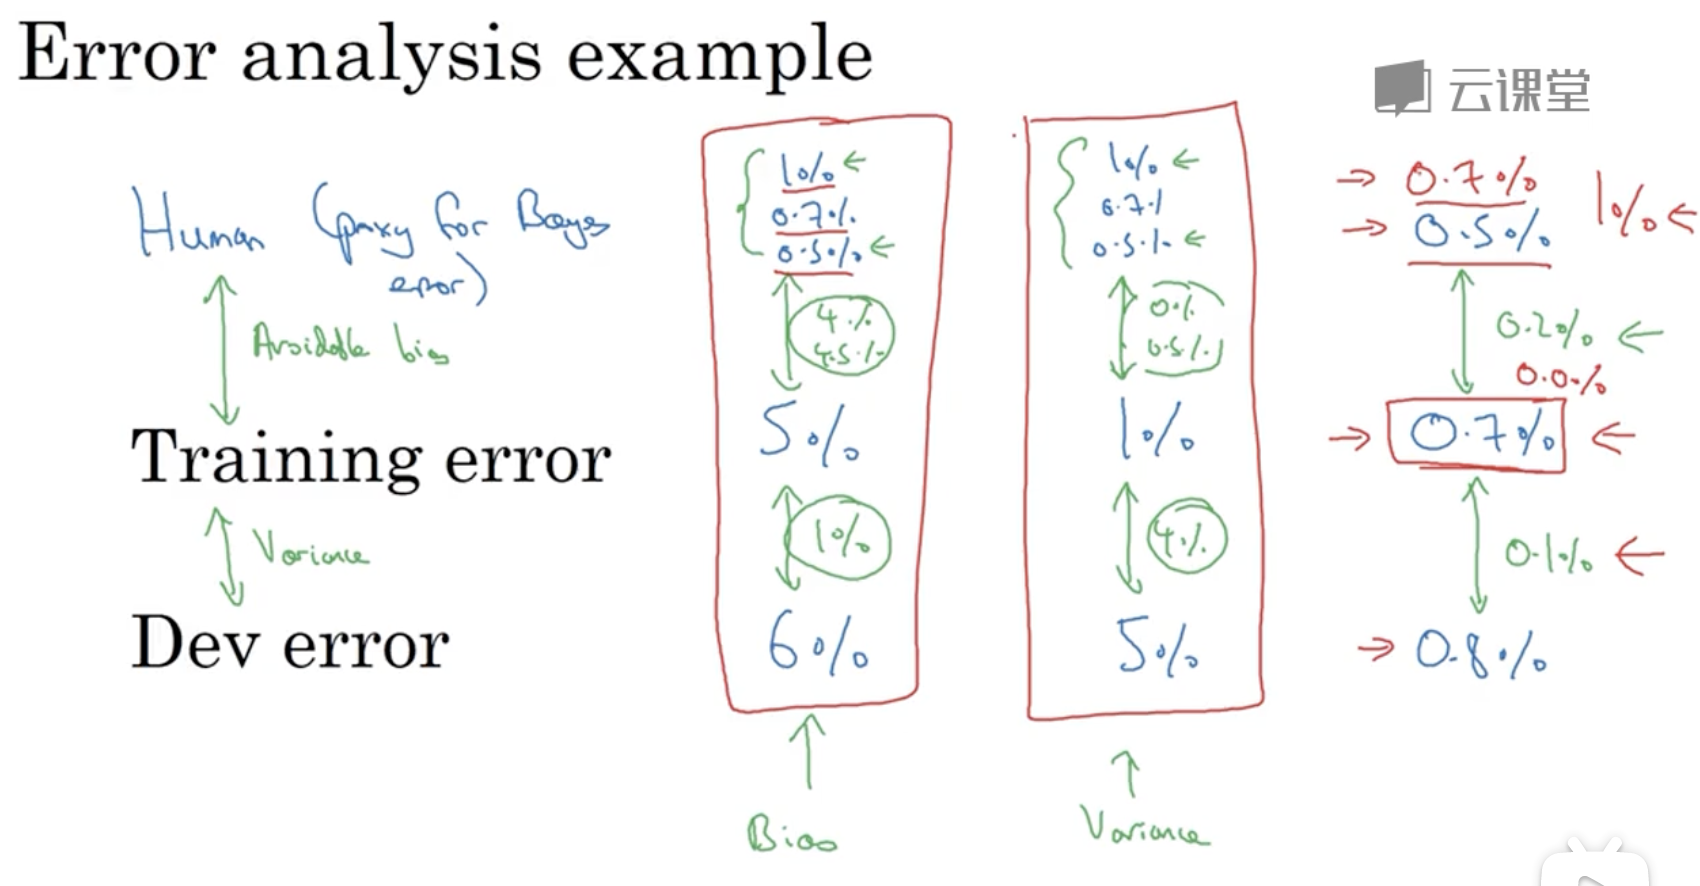 Error analysis example
云课堂
Human (proxy for Bayes
error)
Avoidable bias
Training error
Variance
Dev error
1%
0.7%
0.5%
4%
4.5%
5%
1%
6%
Bias
1%
0.7%
0.5%
0%
0.5%
1%
4%
5%
Variance
0.7%
1%
0.5%
0.2%
0.0%
0.7%
0.1%
0.8%